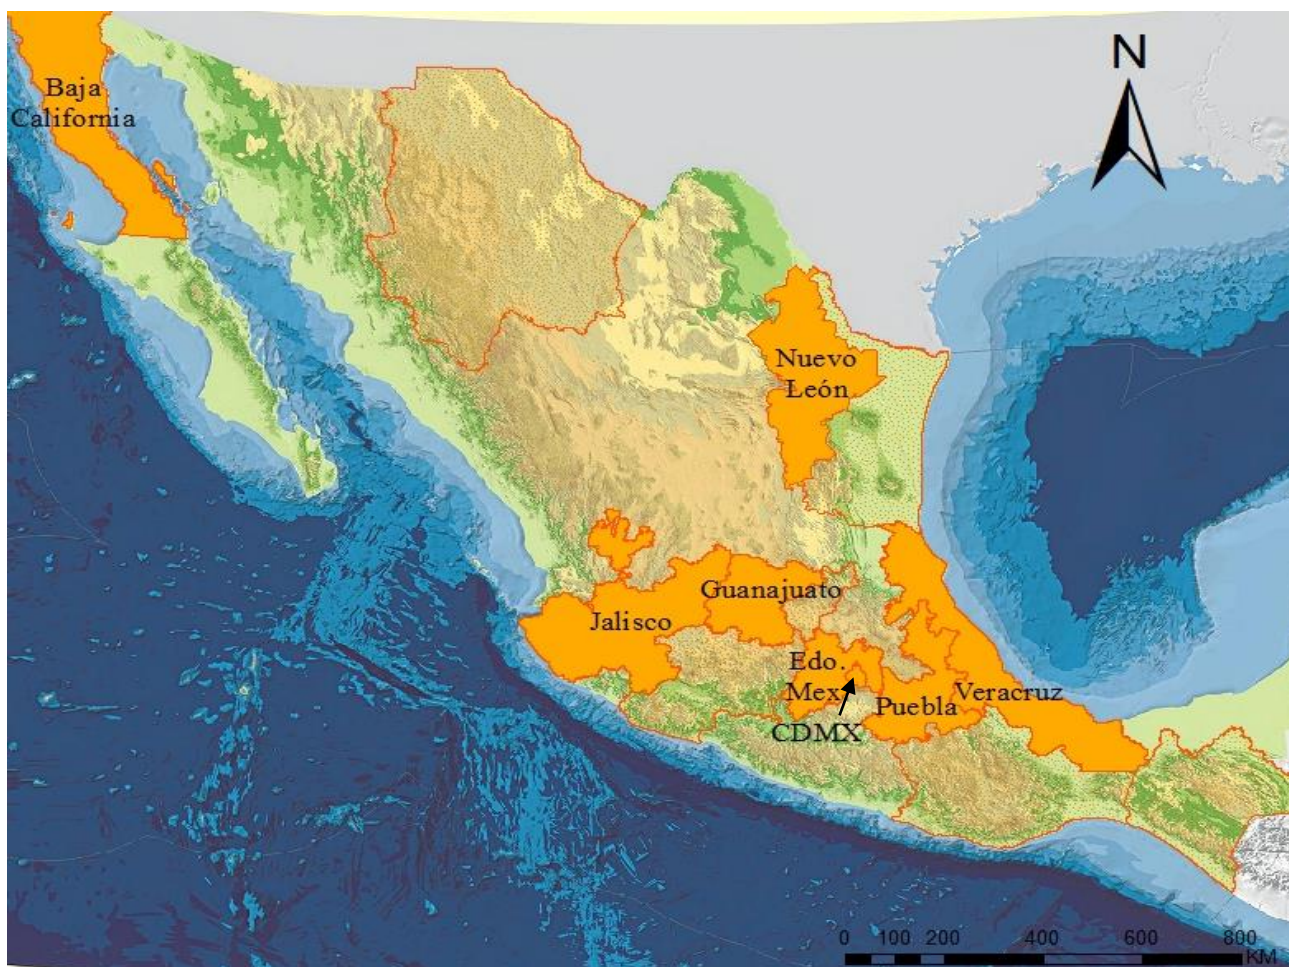 N
Baja
California
Nuevo
León
Guanajuato
Jalisco
Edo.
Mex.
Puebla
Veracruz
CDMX
0 100 200 400 600 800
KM